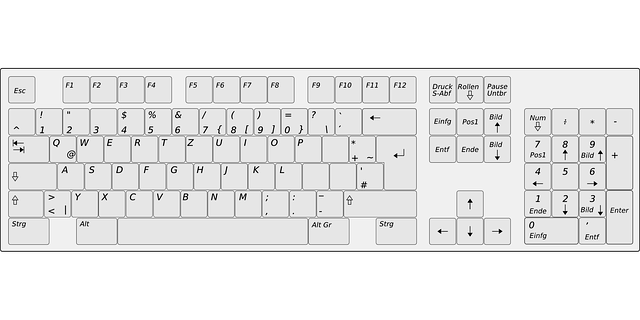 Esc F1 F2 F3 F4 F5 F6 F7 F8 F9 F10 F11 F12 Druck S-Abf Rollen Pause Untbr
^ ! 1 " 2 3 $ 4 % 5 & 6 / 7 { ( 8 [ ) 9 ] = 0 } ? \ ` ´ ← Einfg Pos1 Bild ↑ Num ÷ * -
Q @ W E R T Z U I O P * + ~ Entf Ende Bild ↓ 7 Pos1 8 ↑ 9 Bild ↑ +
A S D F G H J K L ' # 4 ← 5 6 →
> < | Y X C V B N M ; , : . _ - ↑ 1 Ende 2 ↓ 3 Bild ↓ Enter
Strg Alt Alt Gr Strg ← ↓ → 0 Einfg , Entf